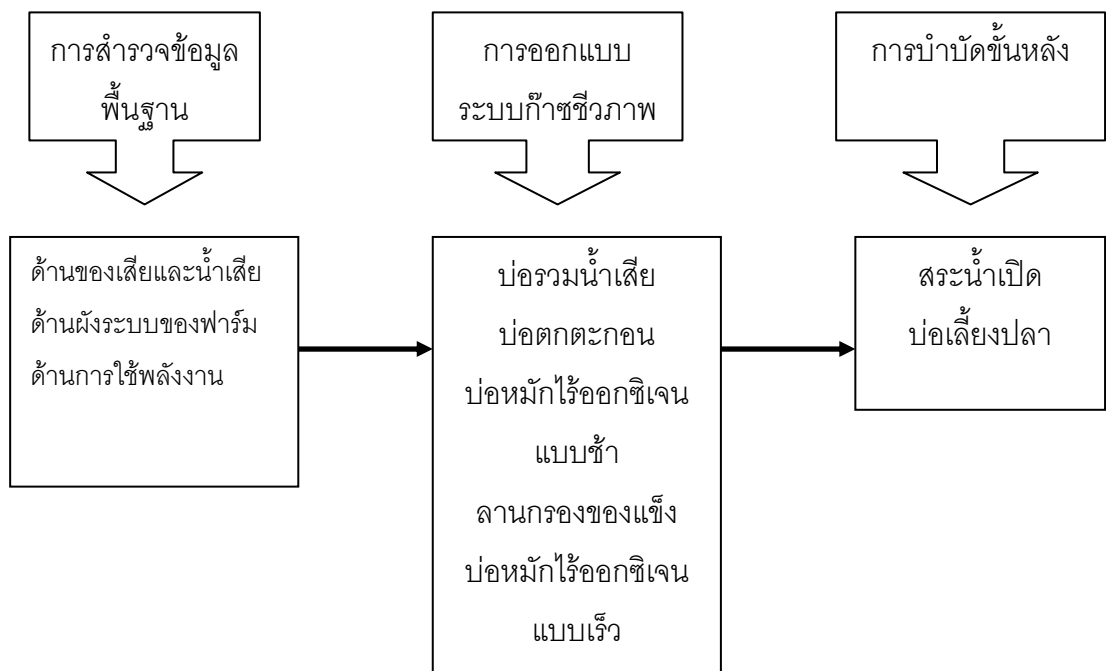 การสำรวจข้อมูล
พื้นฐาน
การออกแบบ
ระบบก๊าซชีวภาพ
การบำบัดขั้นหลัง
ด้านของเสียและน้ำเสีย
ด้านผังระบบของฟาร์ม
ด้านการใช้พลังงาน
บ่อรวมน้ำเสีย
บ่อตกตะกอน
บ่อหมักไร้ออกซิเจน
แบบช้า
ลานกรองของแข็ง
บ่อหมักไร้ออกซิเจน
แบบเร็ว
สระน้ำเปิด
บ่อเลี้ยงปลา